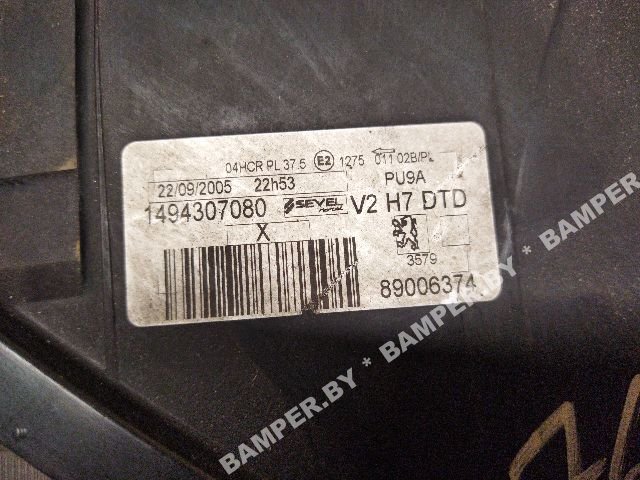 04HCR PL 37.5 E2 1275 011 02B/PL
22/09/2005 22h53 PU9A
1494307080 SEVEL V2 H7 DTD
X
3579
89006374
BAMPER.BY * BAMPER.BY * BAMPER